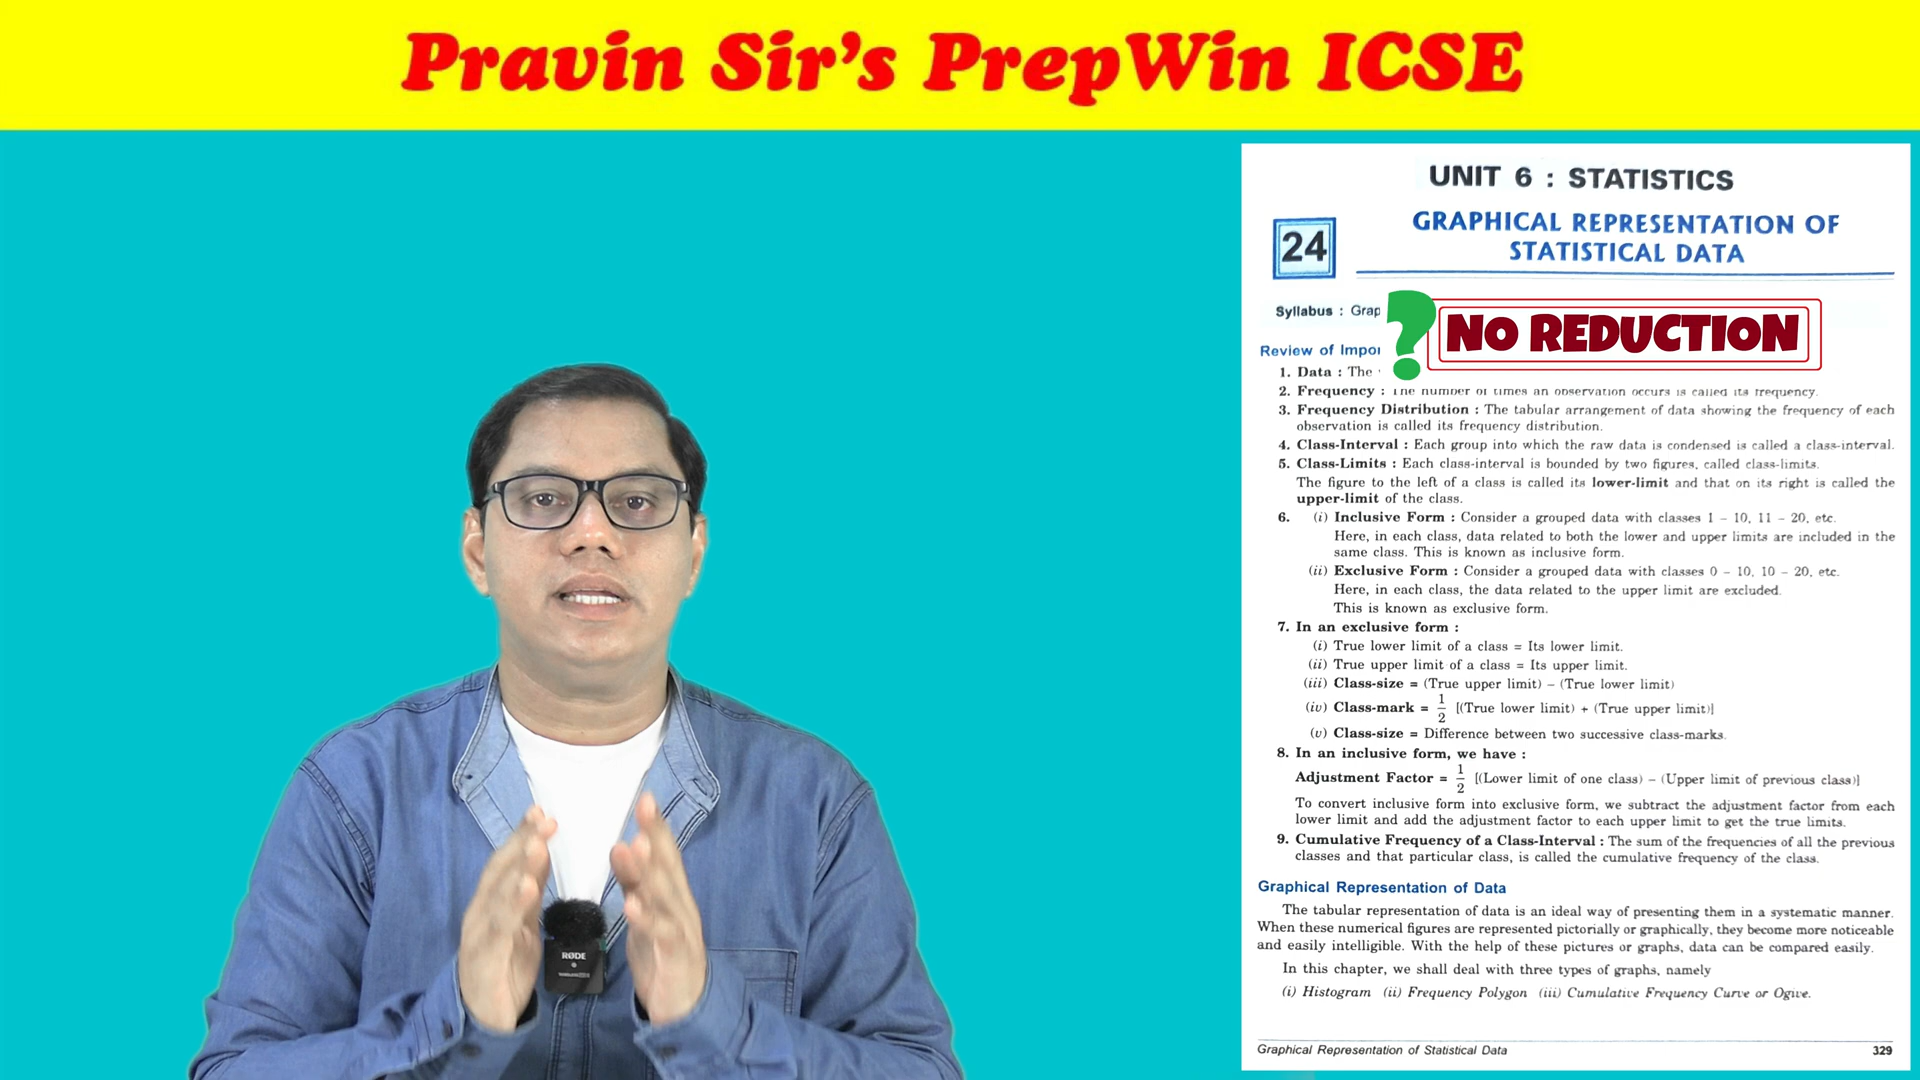 Pravin Sir's PrepWin ICSE
UNIT 6 : STATISTICS
24
GRAPHICAL REPRESENTATION OF
STATISTICAL DATA
Syllabus : Grap
? NO REDUCTION
Review of Impor
1. Data : The
2. Frequency : The number of times an observation occurs is called its frequency.
3. Frequency Distribution : The tabular arrangement of data showing the frequency of each
observation is called its frequency distribution.
4. Class-Interval : Each group into which the raw data is condensed is called a class-interval.
5. Class-Limits : Each class-interval is bounded by two figures, called class-limits.
The figure to the left of a class is called its lower-limit and that on its right is called the
upper-limit of the class.
6. (i) Inclusive Form : Consider a grouped data with classes 1 – 10, 11 – 20, etc.
Here, in each class, data related to both the lower and upper limits are included in the
same class. This is known as inclusive form.
(ii) Exclusive Form : Consider a grouped data with classes 0 – 10, 10 – 20, etc.
Here, in each class, the data related to the upper limit are excluded.
This is known as exclusive form.
7. In an exclusive form :
(i) True lower limit of a class = Its lower limit.
(ii) True upper limit of a class = Its upper limit.
(iii) Class-size = (True upper limit) – (True lower limit)
(iv) Class-mark = 1/2 [(True lower limit) + (True upper limit)]
(v) Class-size = Difference between two successive class-marks.
8. In an inclusive form, we have :
Adjustment Factor = 1/2 [(Lower limit of one class) – (Upper limit of previous class)]
To convert inclusive form into exclusive form, we subtract the adjustment factor from each
lower limit and add the adjustment factor to each upper limit to get the true limits.
9. Cumulative Frequency of a Class-Interval : The sum of the frequencies of all the previous
classes and that particular class, is called the cumulative frequency of the class.
Graphical Representation of Data
The tabular representation of data is an ideal way of presenting them in a systematic manner.
When these numerical figures are represented pictorially or graphically, they become more noticeable
and easily intelligible. With the help of these pictures or graphs, data can be compared easily.
In this chapter, we shall deal with three types of graphs, namely
(i) Histogram (ii) Frequency Polygon (iii) Cumulative Frequency Curve or Ogive.
Graphical Representation of Statistical Data 329
RØDE